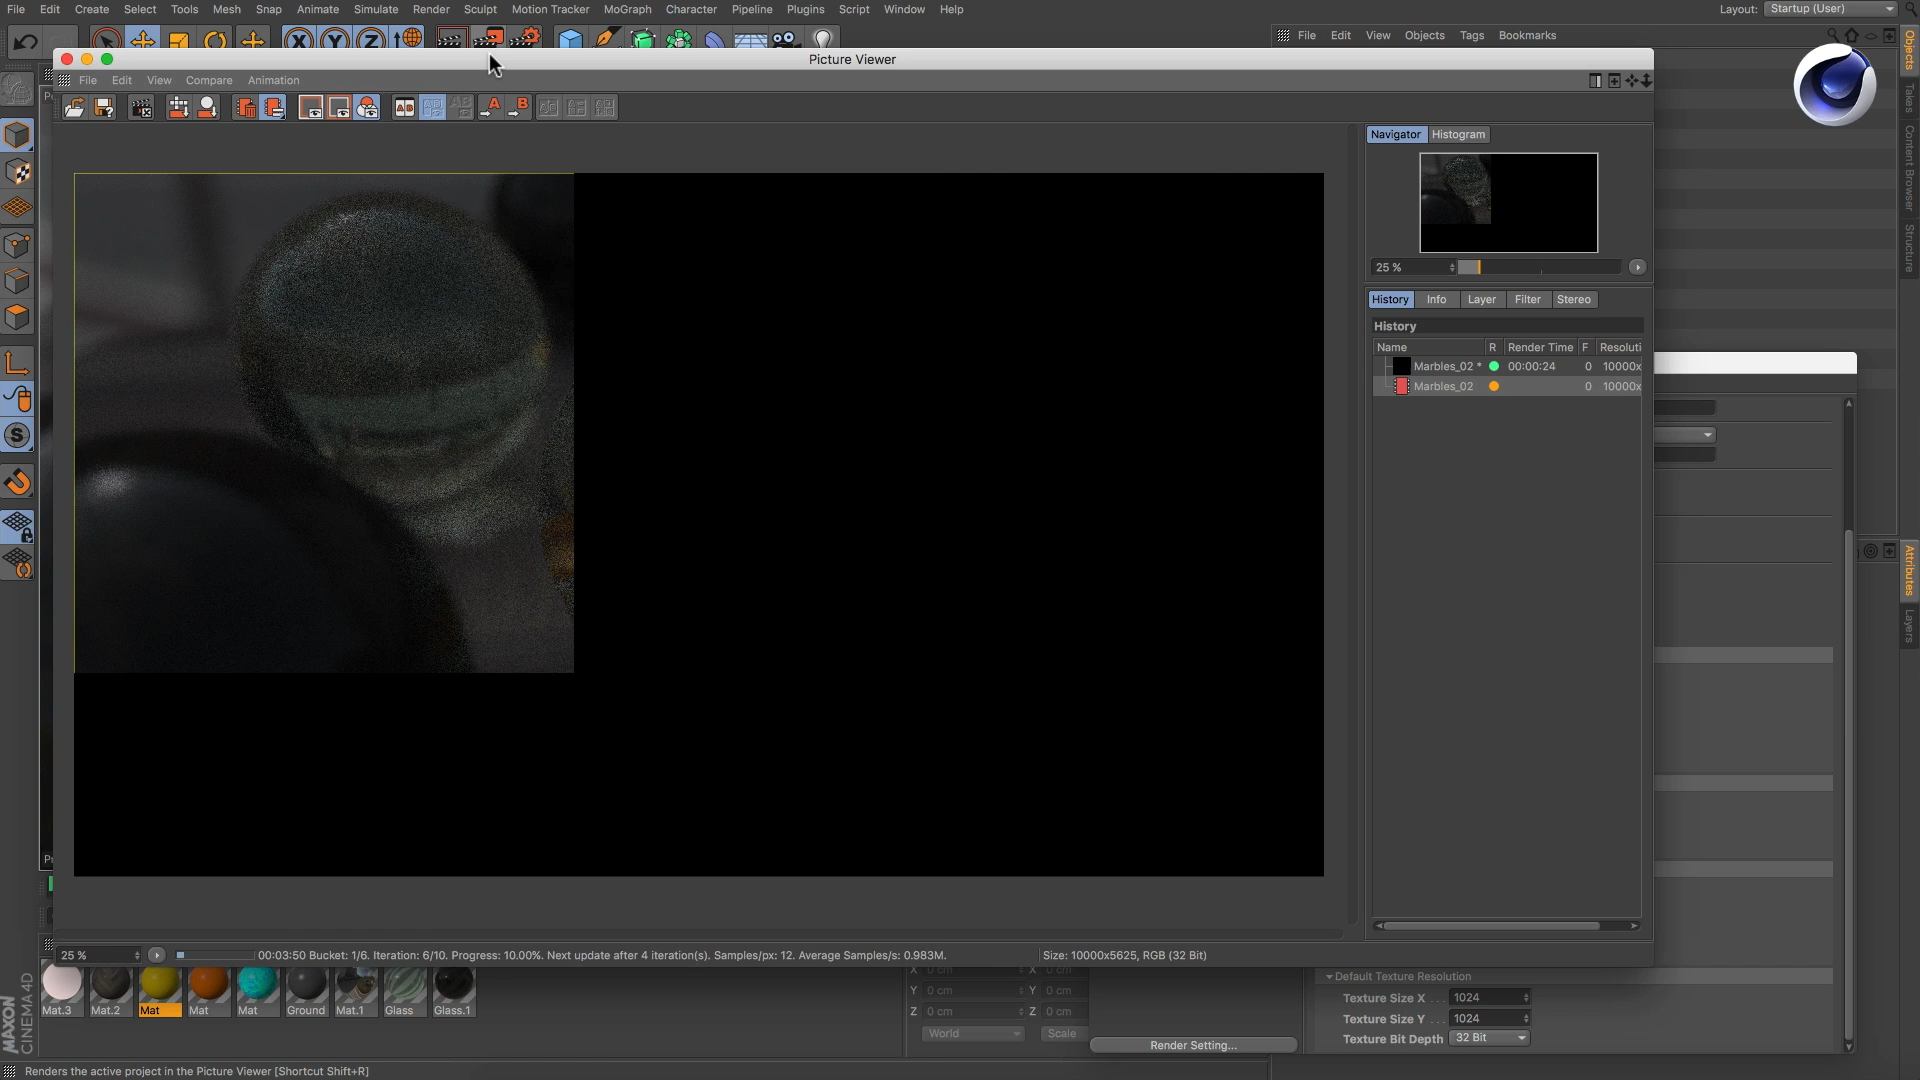 File Edit Create Select Tools Mesh Snap Animate Simulate Render Sculpt Motion Tracker MoGraph Character Pipeline Plugins Script Window Help
Layout: Startup (User)
File Edit View Objects Tags Bookmarks
Picture Viewer
File Edit View Compare Animation
Navigator Histogram
25 %
History Info Layer Filter Stereo
History
Name R Render Time F Resoluti
Marbles_02 * 00:00:24 0 10000x
Marbles_02 0 10000x
Objects
Takes
Content Browser
Structure
Attributes
Layers
25 % 00:03:50 Bucket: 1/6. Iteration: 6/10. Progress: 10.00%. Next update after 4 iteration(s). Samples/px: 12. Average Samples/s: 0.983M. Size: 10000x5625, RGB (32 Bit)
Mat.3 Mat.2 Mat Mat Mat Ground Mat.1 Glass Glass.1
X 0 cm X 0 cm
Y 0 cm Y 0 cm
Z 0 cm Z 0 cm
World Scale
Render Setting...
Default Texture Resolution
Texture Size X 1024
Texture Size Y 1024
Texture Bit Depth 32 Bit
MAXON
CINEMA 4D
Renders the active project in the Picture Viewer [Shortcut Shift+R]